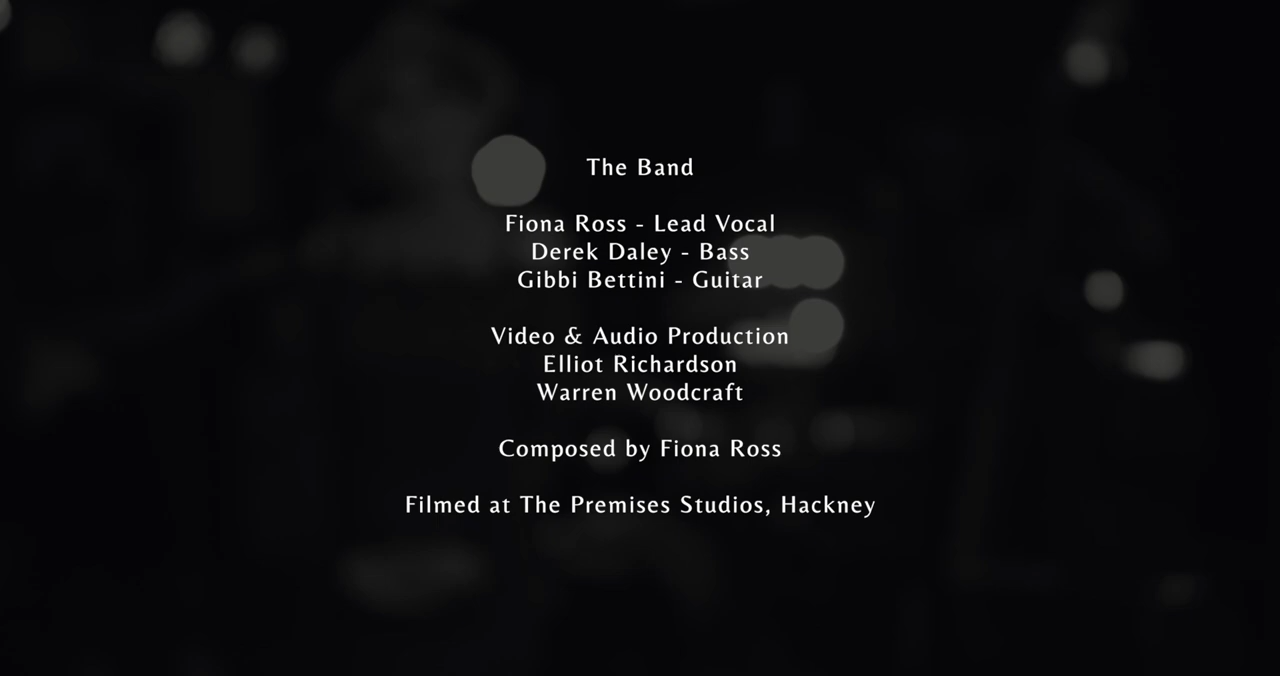 The Band
Fiona Ross - Lead Vocal
Derek Daley - Bass
Gibbi Bettini - Guitar
Video & Audio Production
Elliot Richardson
Warren Woodcraft
Composed by Fiona Ross
Filmed at The Premises Studios, Hackney